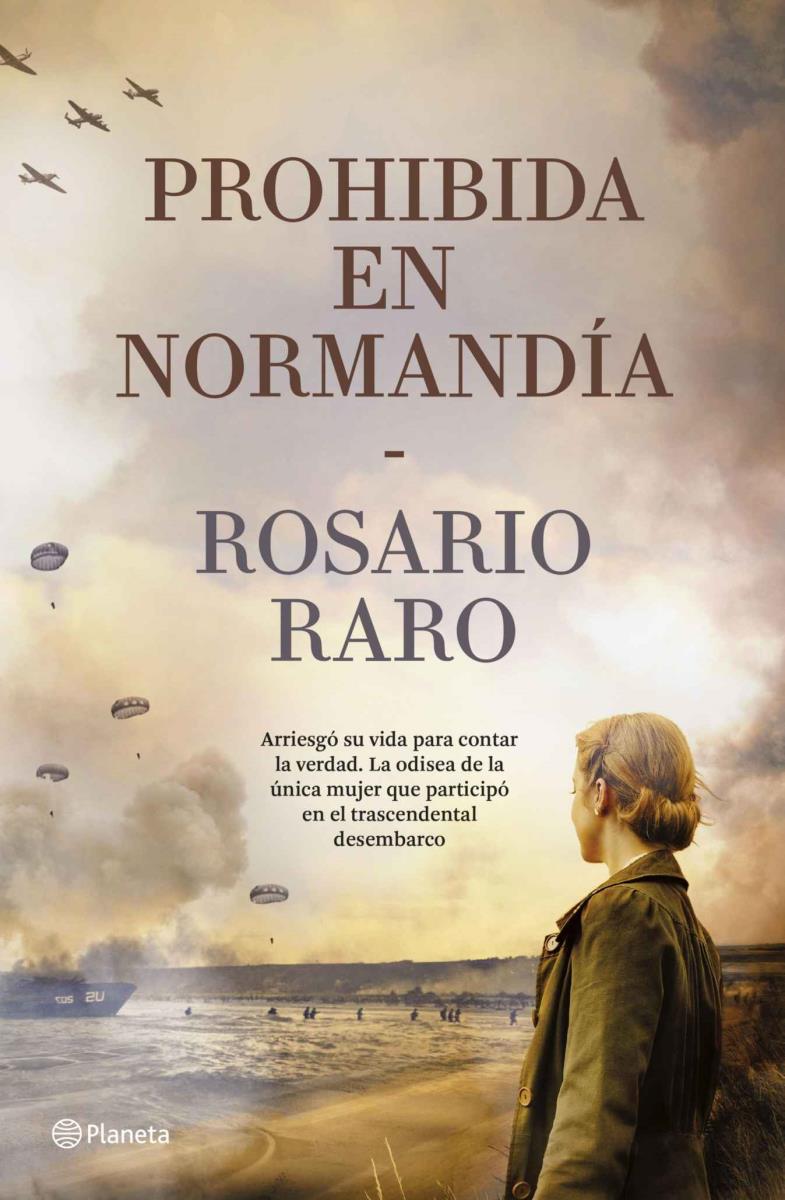 PROHIBIDA
EN
NORMANDÍA
-
ROSARIO
RARO
Arriesgó su vida para contar
la verdad. La odisea de la
única mujer que participó
en el trascendental
desembarco
Planeta